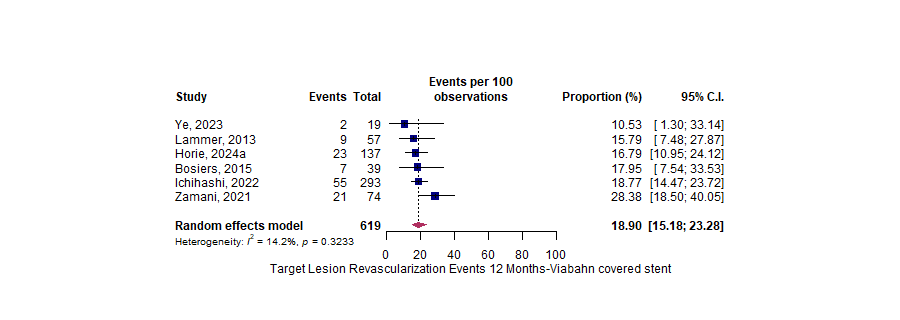 Events per 100
Study Events Total observations Proportion (%) 95% C.I.
Ye, 2023 2 19 10.53 [ 1.30; 33.14]
Lammer, 2013 9 57 15.79 [ 7.48; 27.87]
Horie, 2024a 23 137 16.79 [10.95; 24.12]
Bosiers, 2015 7 39 17.95 [ 7.54; 33.53]
Ichihashi, 2022 55 293 18.77 [14.47; 23.72]
Zamani, 2021 21 74 28.38 [18.50; 40.05]
Random effects model 619 18.90 [15.18; 23.28]
Heterogeneity: I² = 14.2%, p = 0.3233
0 20 40 60 80 100
Target Lesion Revascularization Events 12 Months-Viabahn covered stent